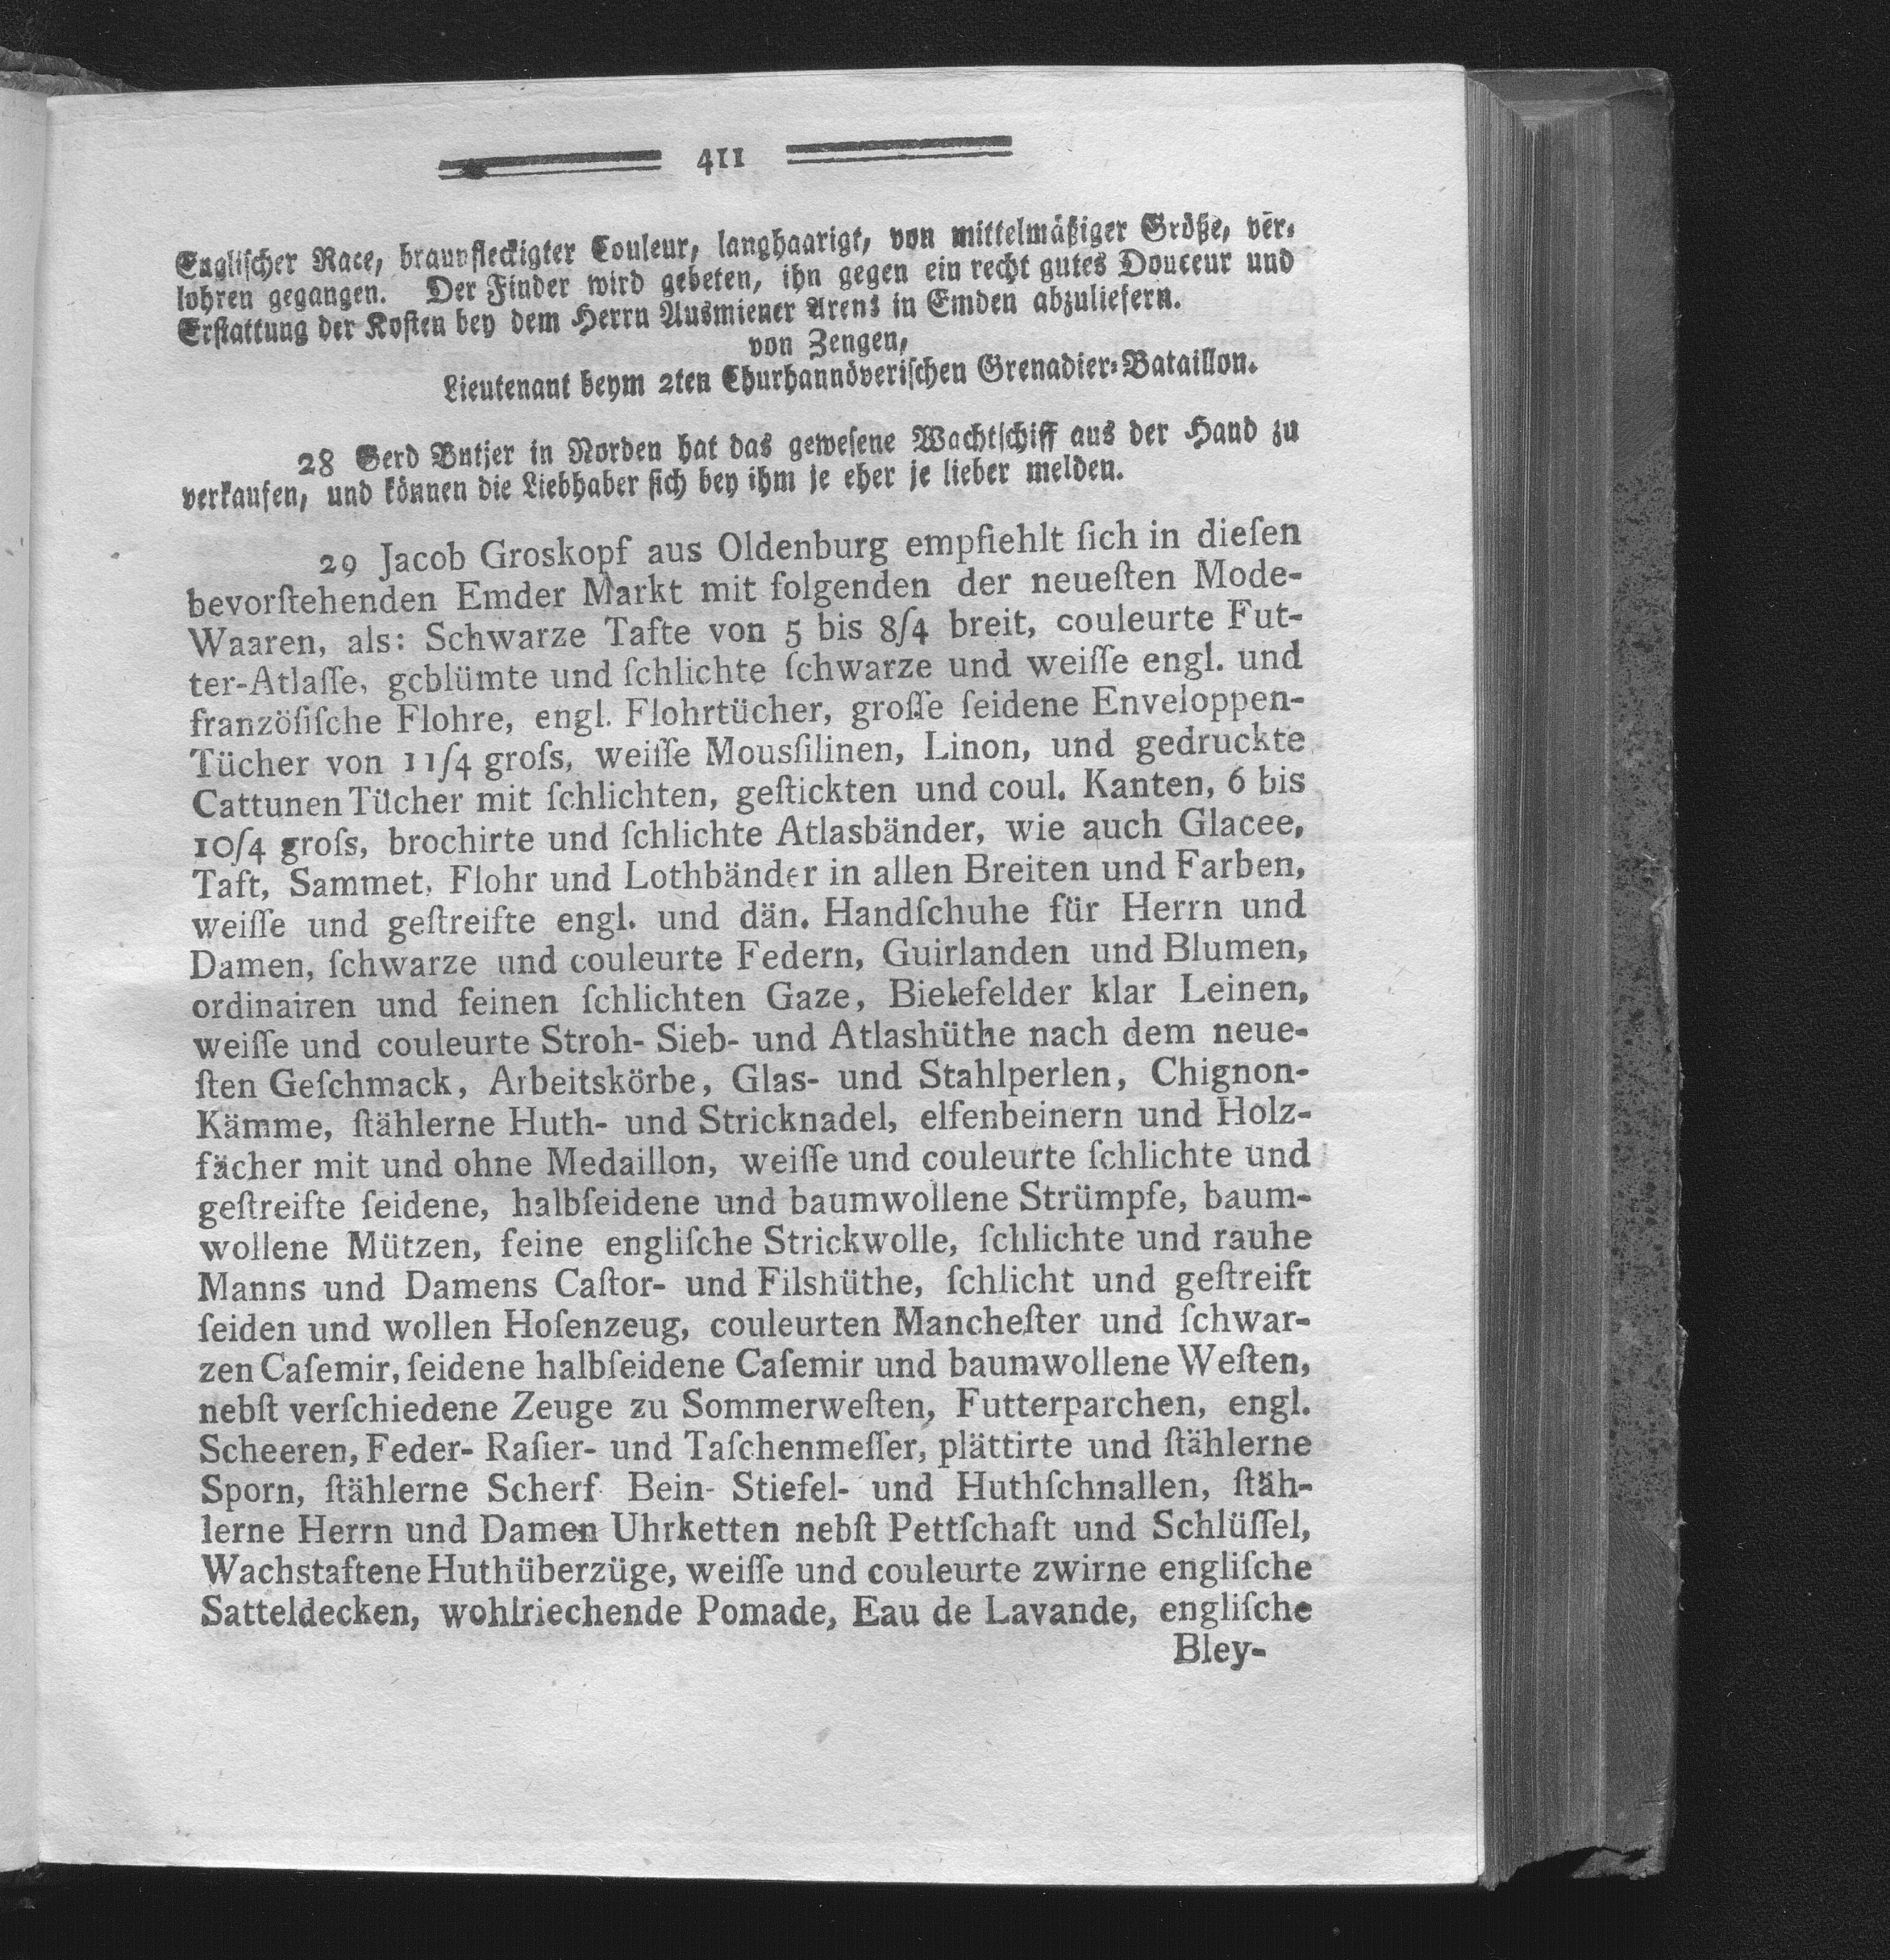 411
Englischer Race, braunfleckigter Couleur, langhaarigt, von mittelmäßiger Größe, ver-
lohren gegangen. Der Finder wird gebeten, ihn gegen ein recht gutes Douceur und
Erstattung der Kosten bey dem Herrn Ausmiener Arens in Emden abzuliefern.
von Zengen,
Lieutenant beym 2ten Churhannöverischen Grenadier-Bataillon.
28 Gerd Butjer in Norden hat das gewesene Wachtschiff aus der Hand zu
verkaufen, und können die Liebhaber sich bey ihm je eher je lieber melden.
29 Jacob Groskopf aus Oldenburg empfiehlt ſich in dieſen
bevorſtehenden Emder Markt mit folgenden der neueſten Mode-
Waaren, als: Schwarze Tafte von 5 bis 8/4 breit, couleurte Fut-
ter-Atlaſſe, geblümte und ſchlichte ſchwarze und weiſſe engl. und
franzöſiſche Flohre, engl. Flohrtücher, groſſe ſeidene Enveloppen-
Tücher von 11/4 groſs, weiſſe Mousſilinen, Linon, und gedruckte
Cattunen Tücher mit ſchlichten, geſtickten und coul. Kanten, 6 bis
10/4 groſs, brochirte und ſchlichte Atlasbänder, wie auch Glacee,
Taft, Sammet, Flohr und Lothbänder in allen Breiten und Farben,
weiſſe und geſtreifte engl. und dän. Handſchuhe für Herrn und
Damen, ſchwarze und couleurte Federn, Guirlanden und Blumen,
ordinairen und feinen ſchlichten Gaze, Bielefelder klar Leinen,
weiſſe und couleurte Stroh- Sieb- und Atlashüthe nach dem neue-
ſten Geſchmack, Arbeitskörbe, Glas- und Stahlperlen, Chignon-
Kämme, ſtählerne Huth- und Stricknadel, elfenbeinern und Holz-
fächer mit und ohne Medaillon, weiſſe und couleurte ſchlichte und
geſtreifte ſeidene, halbſeidene und baumwollene Strümpfe, baum-
wollene Mützen, feine engliſche Strickwolle, ſchlichte und rauhe
Manns und Damens Caſtor- und Filshüthe, ſchlicht und geſtreift
ſeiden und wollen Hoſenzeug, couleurten Mancheſter und ſchwar-
zen Caſemir, ſeidene halbſeidene Caſemir und baumwollene Weſten,
nebſt verſchiedene Zeuge zu Sommerweſten, Futterparchen, engl.
Scheeren, Feder- Raſier- und Taſchenmeſſer, plättirte und ſtählerne
Sporn, ſtählerne Scherf Bein- Stiefel- und Huthſchnallen, ſtäh-
lerne Herrn und Damen Uhrketten nebſt Pettſchaft und Schlüſſel,
Wachstaftene Huthüberzüge, weiſſe und couleurte zwirne engliſche
Satteldecken, wohlriechende Pomade, Eau de Lavande, engliſche
Bley-